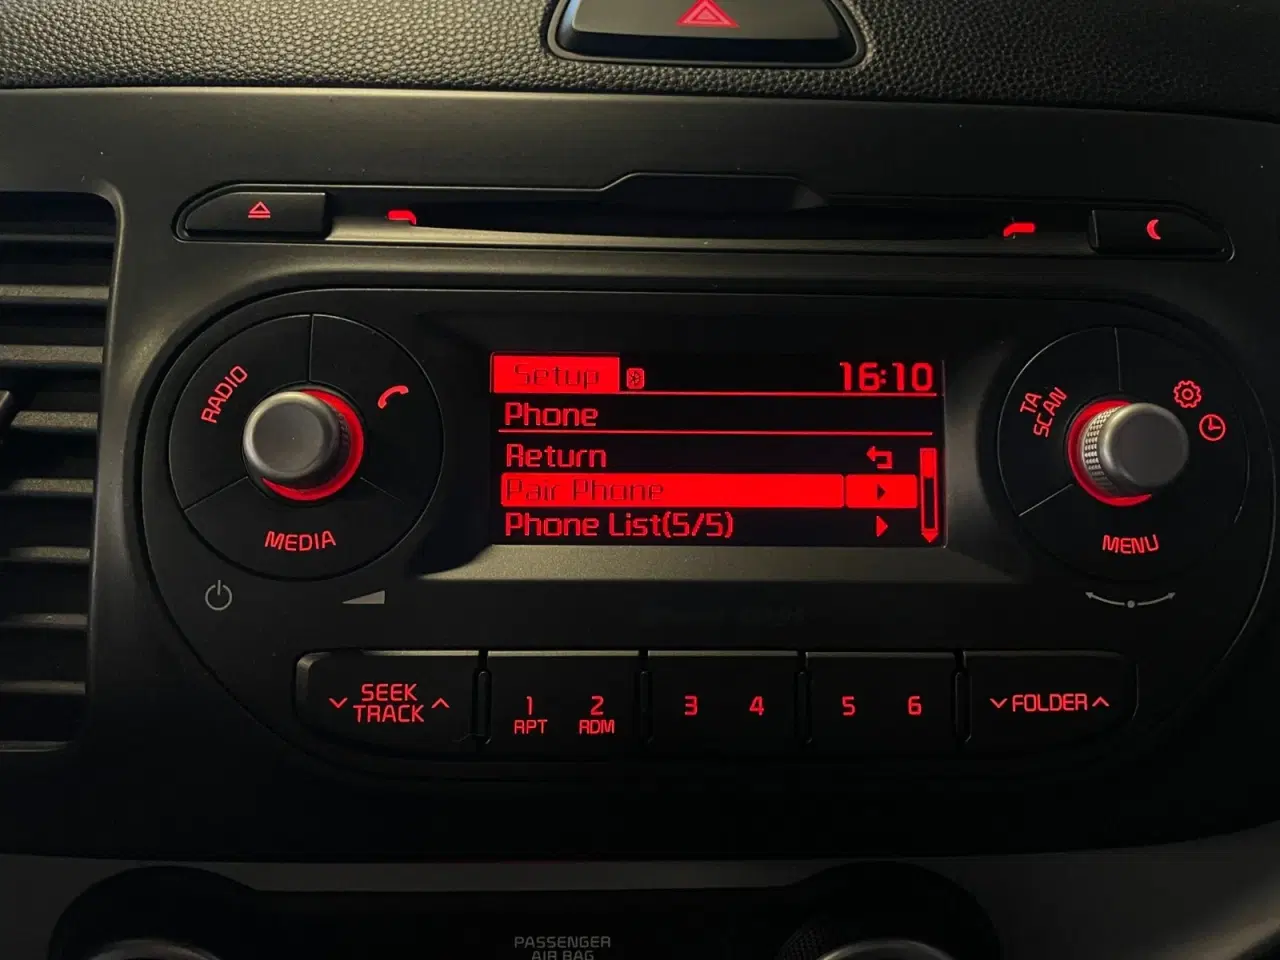 Setup 16:10
Phone
Return
Pair Phone
Phone List(5/5)
RADIO
MEDIA
TA
SCAN
MENU
SEEK
TRACK
1
RPT
2
RDM
3
4
5
6
FOLDER
PASSENGER
AIR BAG